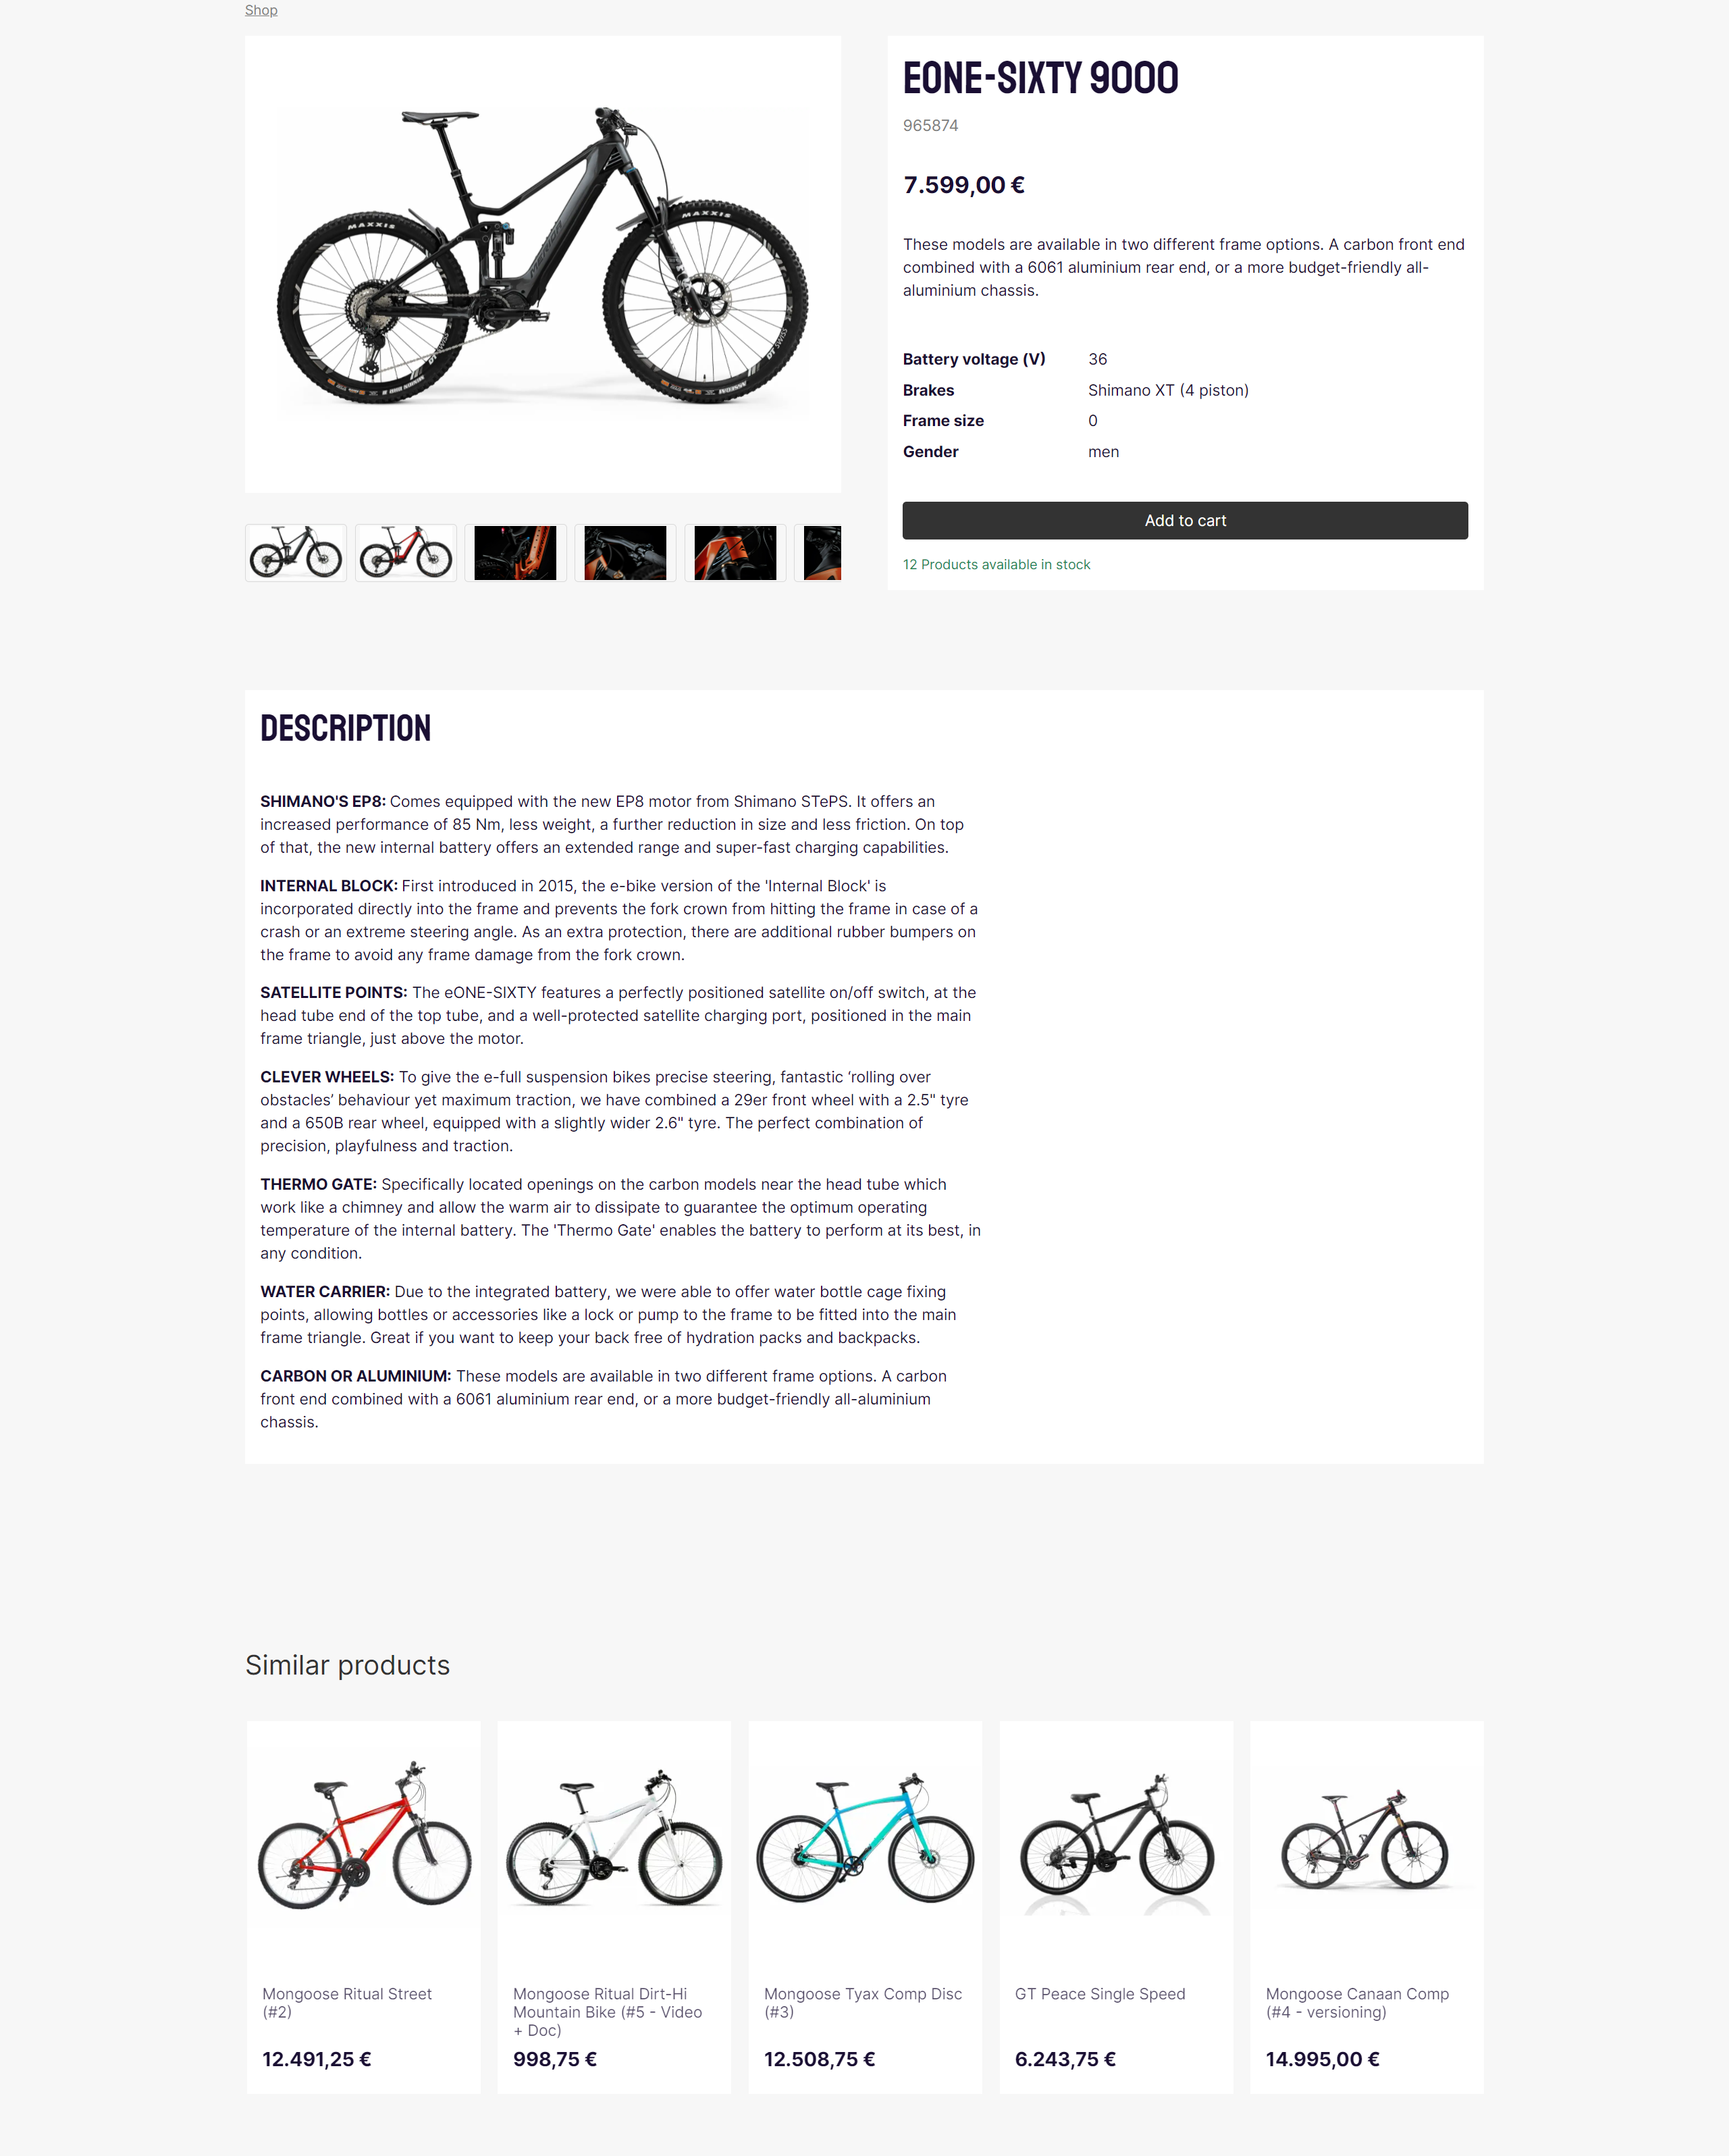 Shop
EONE-SIXTY 9000
965874
7.599,00 €
These models are available in two different frame options. A carbon front end
combined with a 6061 aluminium rear end, or a more budget-friendly all-
aluminium chassis.
Battery voltage (V) 36
Brakes Shimano XT (4 piston)
Frame size 0
Gender men
Add to cart
12 Products available in stock
MAXXIS
MAXXIS
DESCRIPTION
SHIMANO'S EP8: Comes equipped with the new EP8 motor from Shimano STePS. It offers an
increased performance of 85 Nm, less weight, a further reduction in size and less friction. On top
of that, the new internal battery offers an extended range and super-fast charging capabilities.
INTERNAL BLOCK: First introduced in 2015, the e-bike version of the 'Internal Block' is
incorporated directly into the frame and prevents the fork crown from hitting the frame in case of a
crash or an extreme steering angle. As an extra protection, there are additional rubber bumpers on
the frame to avoid any frame damage from the fork crown.
SATELLITE POINTS: The eONE-SIXTY features a perfectly positioned satellite on/off switch, at the
head tube end of the top tube, and a well-protected satellite charging port, positioned in the main
frame triangle, just above the motor.
CLEVER WHEELS: To give the e-full suspension bikes precise steering, fantastic ‘rolling over
obstacles’ behaviour yet maximum traction, we have combined a 29er front wheel with a 2.5" tyre
and a 650B rear wheel, equipped with a slightly wider 2.6" tyre. The perfect combination of
precision, playfulness and traction.
THERMO GATE: Specifically located openings on the carbon models near the head tube which
work like a chimney and allow the warm air to dissipate to guarantee the optimum operating
temperature of the internal battery. The 'Thermo Gate' enables the battery to perform at its best, in
any condition.
WATER CARRIER: Due to the integrated battery, we were able to offer water bottle cage fixing
points, allowing bottles or accessories like a lock or pump to the frame to be fitted into the main
frame triangle. Great if you want to keep your back free of hydration packs and backpacks.
CARBON OR ALUMINIUM: These models are available in two different frame options. A carbon
front end combined with a 6061 aluminium rear end, or a more budget-friendly all-aluminium
chassis.
Similar products
Mongoose Ritual Street
(#2)
12.491,25 €
Mongoose Ritual Dirt-Hi
Mountain Bike (#5 - Video
+ Doc)
998,75 €
Mongoose Tyax Comp Disc
(#3)
12.508,75 €
GT Peace Single Speed
6.243,75 €
Mongoose Canaan Comp
(#4 - versioning)
14.995,00 €